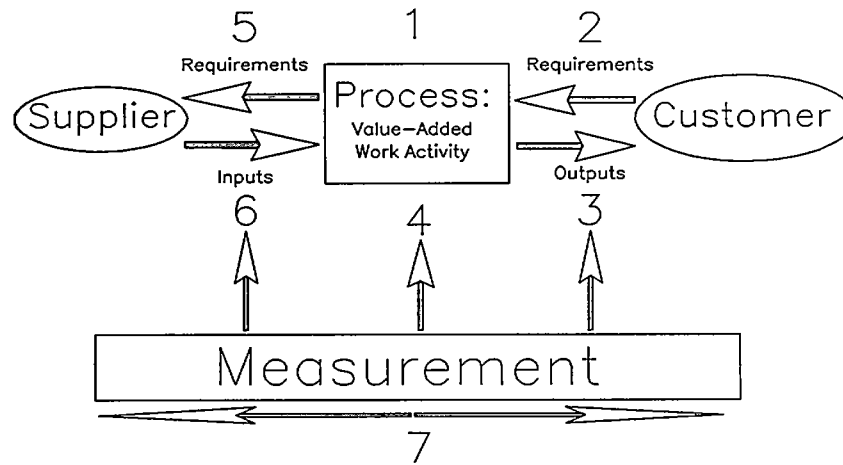 5 1 2
Requirements Requirements
Process:
Supplier Customer
Value-Added
Work Activity
Inputs Outputs
6 4 3
Measurement
7